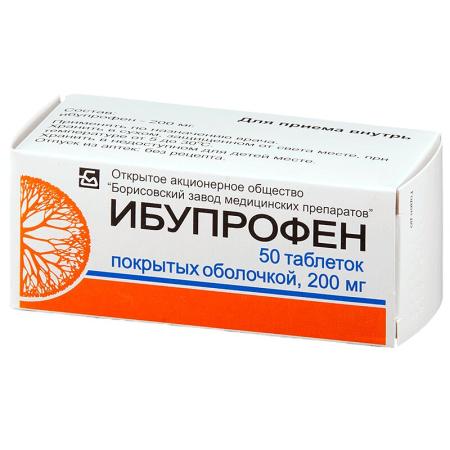 Состав:
ибупрофен - 200 мг.
Применять по назначению врача.
Хранить в сухом, защищенном от света месте, при
температуре от 5 до 30°С.
Хранить в недоступном для детей месте.
Отпуск из аптек: без рецепта.
Для приема внутрь
Открытое акционерное общество
"Борисовский завод медицинских препаратов"
ИБУПРОФЕН
50 таблеток
покрытых оболочкой, 200 мг